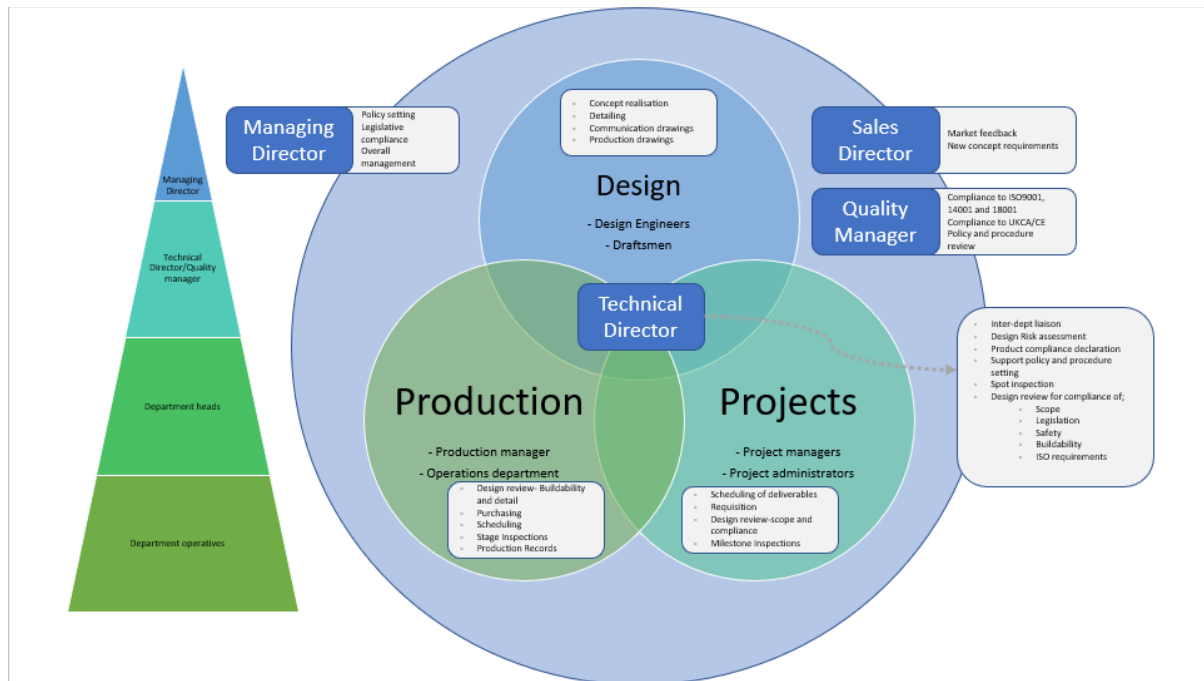 Managing
Director
Technical
Director/Quality
manager
Department heads
Department operatives
Managing
Director
Policy setting
Legislative
compliance
Overall
management
- Concept realisation
- Detailing
- Communication drawings
- Production drawings
Design
- Design Engineers
- Draftsmen
Sales
Director
Market feedback
New concept requirements
Quality
Manager
Compliance to ISO9001,
14001 and 18001
Compliance to UKCA/CE
Policy and procedure
review
Technical
Director
- Inter-dept liaison
- Design Risk assessment
- Product compliance declaration
- Support policy and procedure
setting
- Spot inspection
- Design review for compliance of;
- Scope
- Legislation
- Safety
- Buildability
- ISO requirements
Production
- Production manager
- Operations department
- Design review- Buildability
and detail
- Purchasing
- Scheduling
- Stage Inspections
- Production Records
Projects
- Project managers
- Project administrators
- Scheduling of deliverables
- Requisition
- Design review-scope and
compliance
- Milestone Inspections